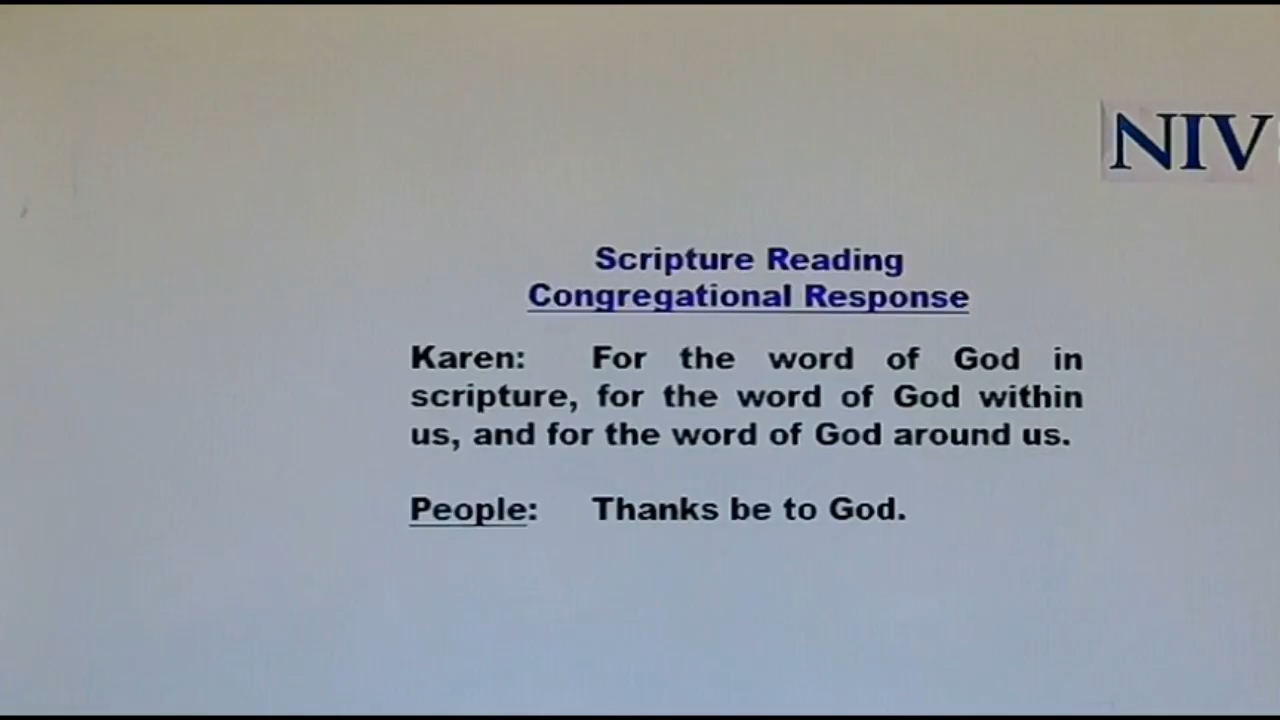 NIV
Scripture Reading
Congregational Response
Karen: For the word of God in
scripture, for the word of God within
us, and for the word of God around us.
People: Thanks be to God.